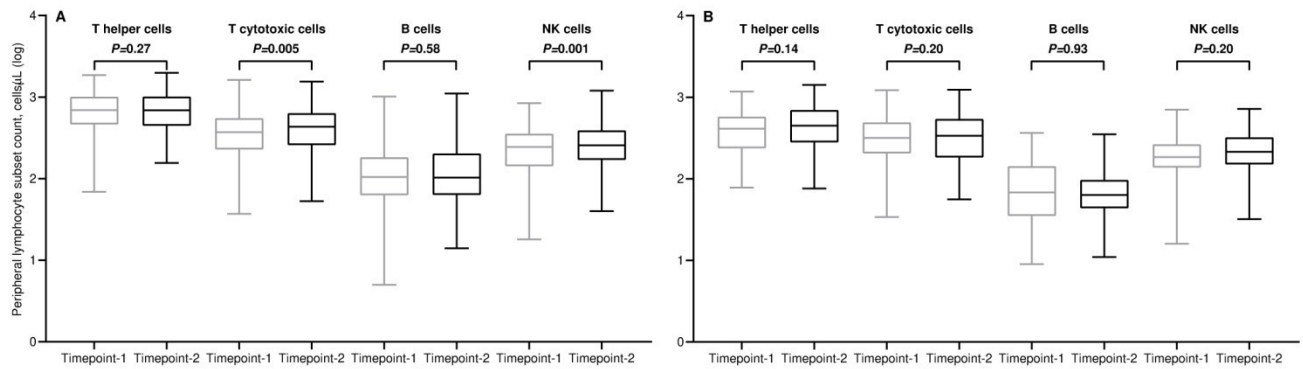 A
T helper cells
P=0.27
T cytotoxic cells
P=0.005
B cells
P=0.58
NK cells
P=0.001
Peripheral lymphocyte subset count, cells/µL (log)
4
3
2
1
0
Timepoint-1 Timepoint-2 Timepoint-1 Timepoint-2 Timepoint-1 Timepoint-2 Timepoint-1 Timepoint-2
B
T helper cells
P=0.14
T cytotoxic cells
P=0.20
B cells
P=0.93
NK cells
P=0.20
4
3
2
1
0
Timepoint-1 Timepoint-2 Timepoint-1 Timepoint-2 Timepoint-1 Timepoint-2 Timepoint-1 Timepoint-2